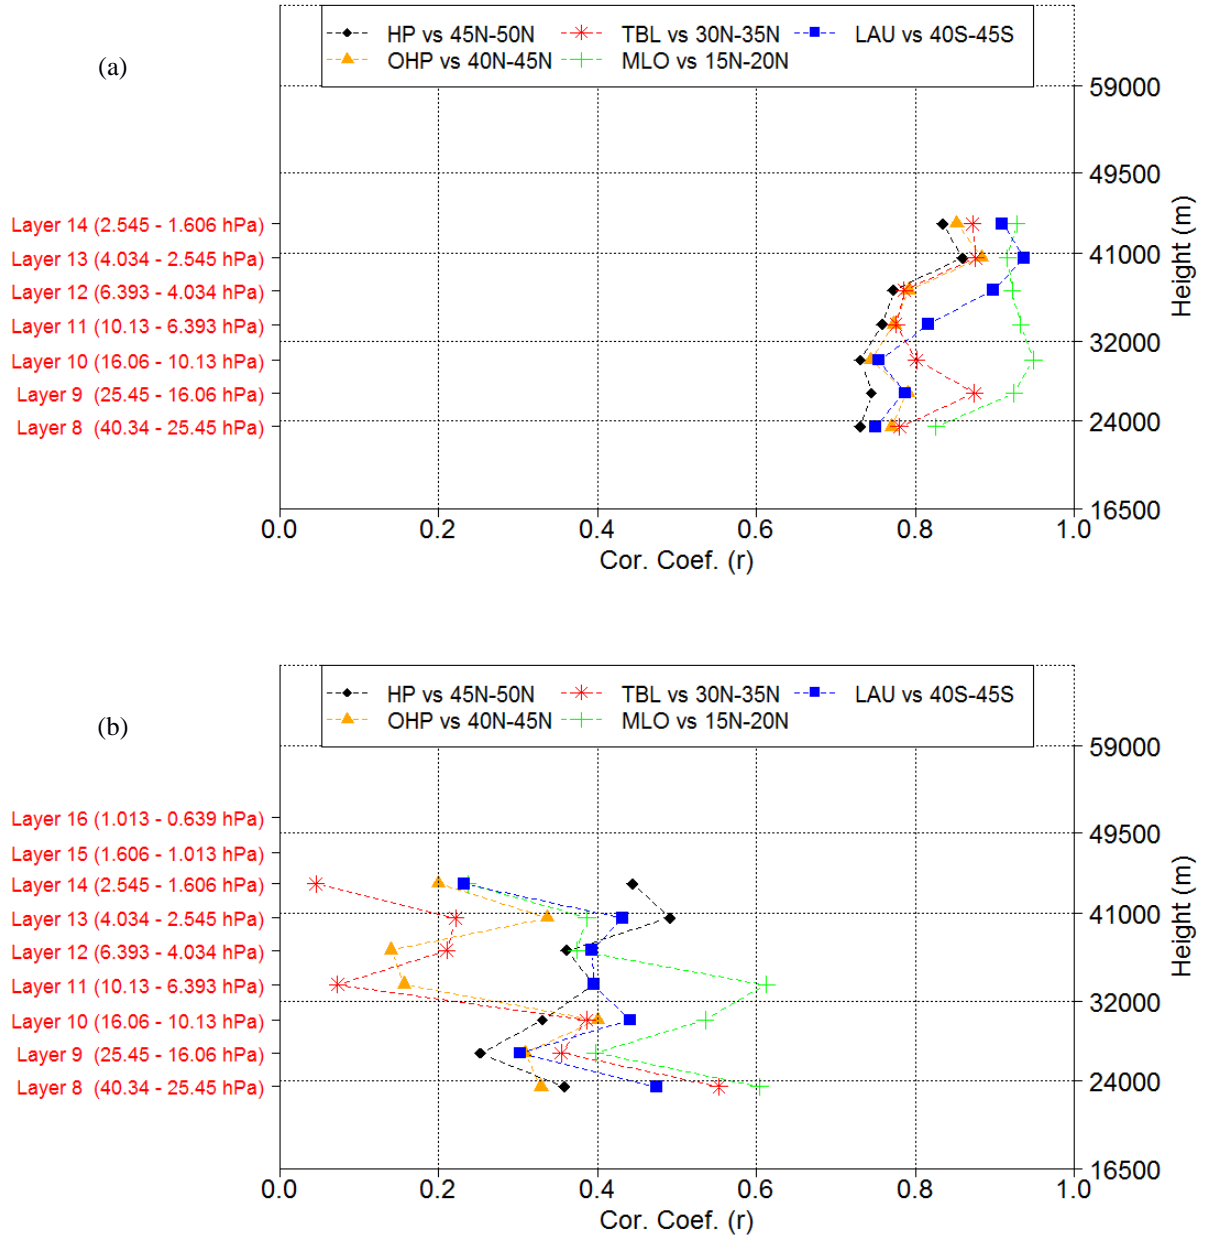 HP vs 45N-50N TBL vs 30N-35N LAU vs 40S-45S
OHP vs 40N-45N MLO vs 15N-20N
(a)
59000
49500
Layer 14 (2.545 - 1.606 hPa)
41000
Layer 13 (4.034 - 2.545 hPa)
Layer 12 (6.393 - 4.034 hPa)
Layer 11 (10.13 - 6.393 hPa)
32000
Layer 10 (16.06 - 10.13 hPa)
Layer 9 (25.45 - 16.06 hPa)
24000
Layer 8 (40.34 - 25.45 hPa)
16500
Height (m)
0.0 0.2 0.4 0.6 0.8 1.0
Cor. Coef. (r)
HP vs 45N-50N TBL vs 30N-35N LAU vs 40S-45S
OHP vs 40N-45N MLO vs 15N-20N
(b)
59000
Layer 16 (1.013 - 0.639 hPa)
49500
Layer 15 (1.606 - 1.013 hPa)
Layer 14 (2.545 - 1.606 hPa)
41000
Layer 13 (4.034 - 2.545 hPa)
Layer 12 (6.393 - 4.034 hPa)
Layer 11 (10.13 - 6.393 hPa)
32000
Layer 10 (16.06 - 10.13 hPa)
Layer 9 (25.45 - 16.06 hPa)
24000
Layer 8 (40.34 - 25.45 hPa)
16500
Height (m)
0.0 0.2 0.4 0.6 0.8 1.0
Cor. Coef. (r)